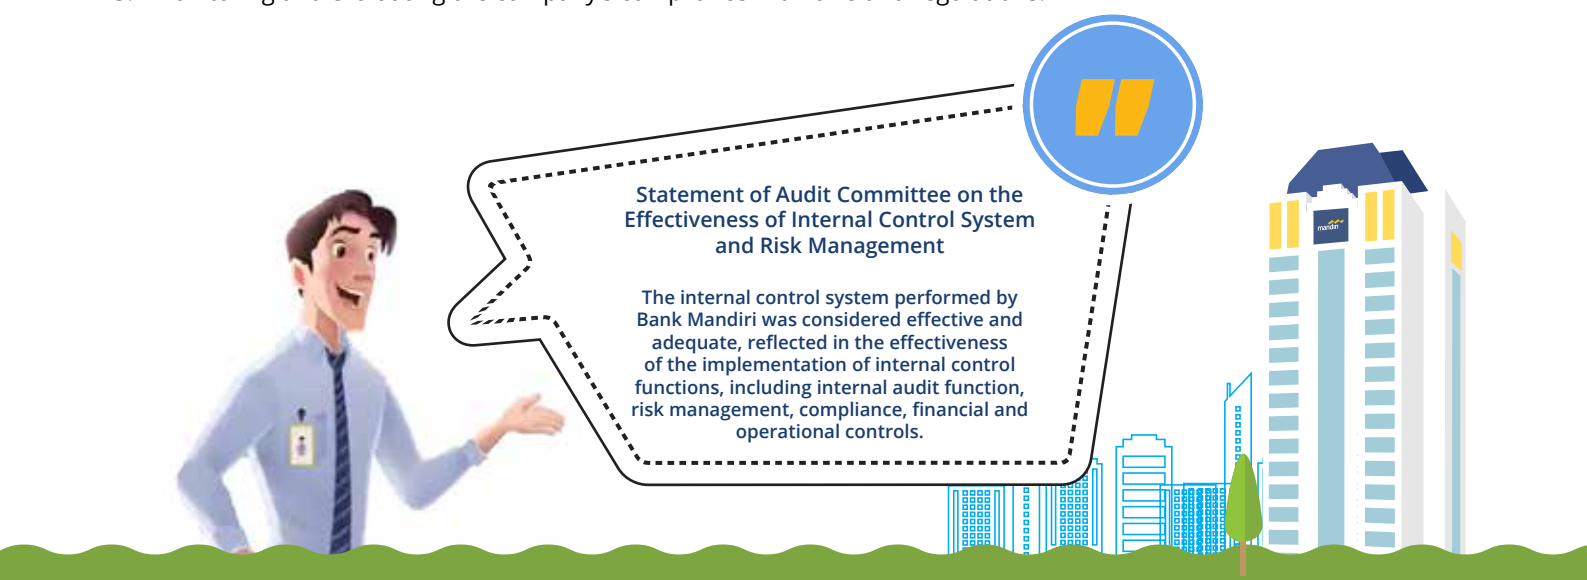 Statement of Audit Committee on the
Effectiveness of Internal Control System
and Risk Management
The internal control system performed by
Bank Mandiri was considered effective and
adequate, reflected in the effectiveness
of the implementation of internal control
functions, including internal audit function,
risk management, compliance, financial and
operational controls.
mandiri